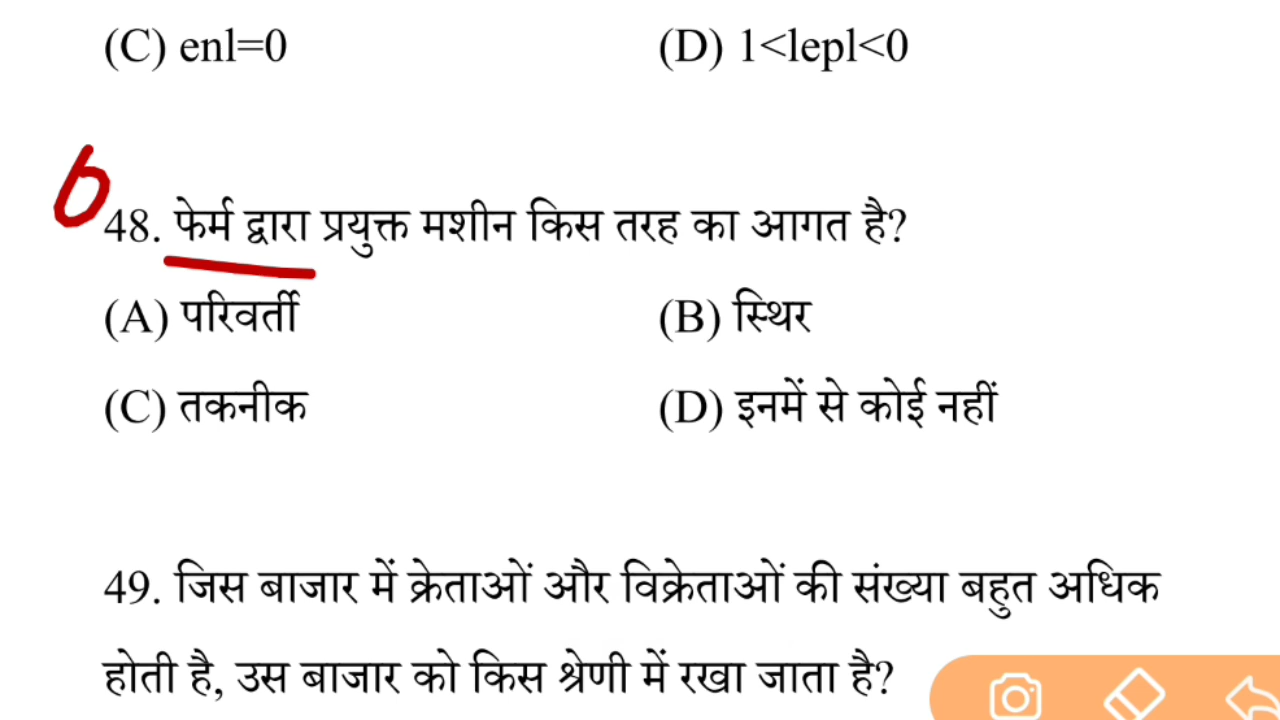 (C) enl=0 (D) 1<lepl<0
6
48. फेर्म द्वारा प्रयुक्त मशीन किस तरह का आगत है?
(A) परिवर्ती (B) स्थिर
(C) तकनीक (D) इनमें से कोई नहीं
49. जिस बाजार में क्रेताओं और विक्रेताओं की संख्या बहुत अधिक
होती है, उस बाजार को किस श्रेणी में रखा जाता है?